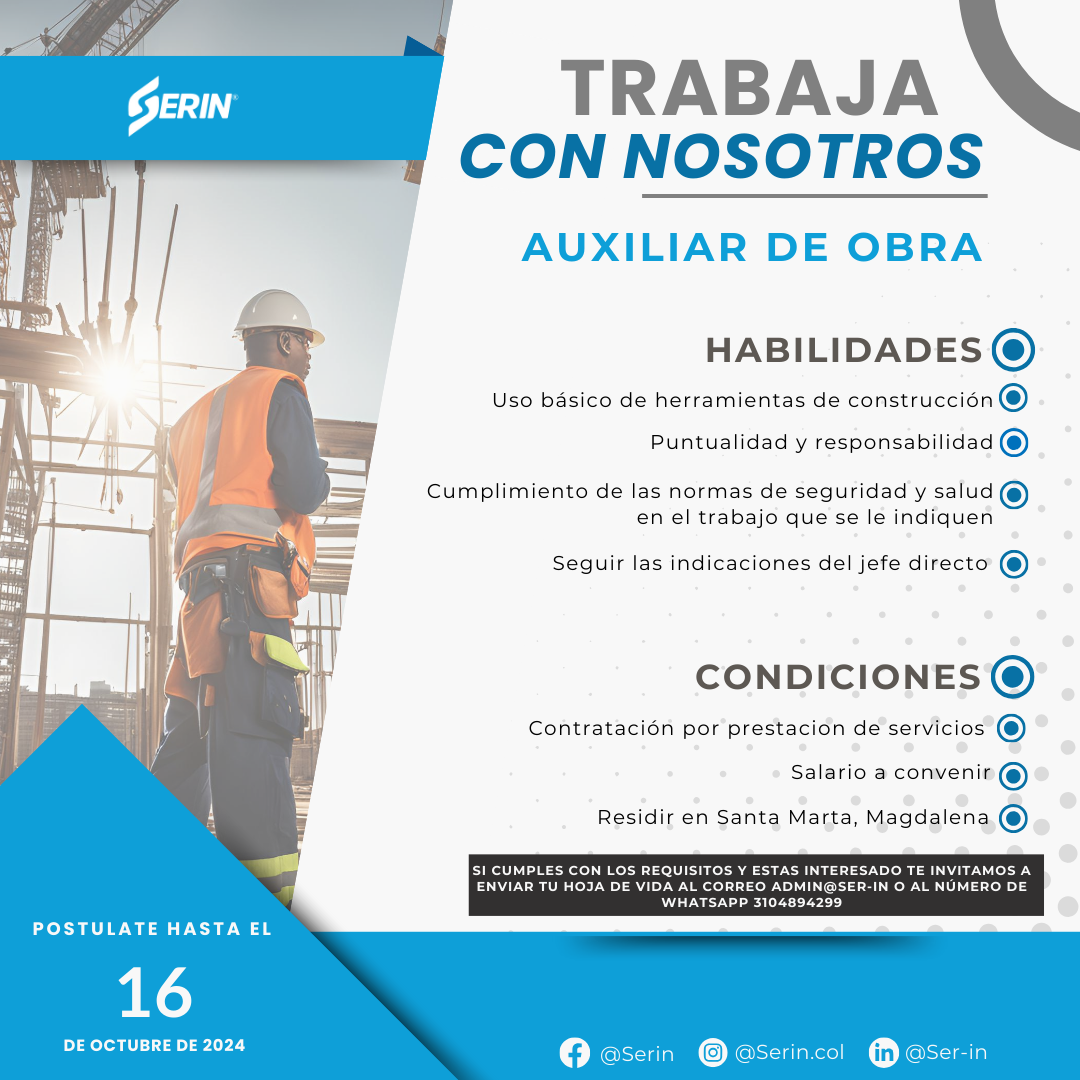 SERIN®
TRABAJA
CON NOSOTROS
AUXILIAR DE OBRA
HABILIDADES
Uso básico de herramientas de construcción
Puntualidad y responsabilidad
Cumplimiento de las normas de seguridad y salud
en el trabajo que se le indiquen
Seguir las indicaciones del jefe directo
CONDICIONES
Contratación por prestacion de servicios
Salario a convenir
Residir en Santa Marta, Magdalena
SI CUMPLES CON LOS REQUISITOS Y ESTAS INTERESADO TE INVITAMOS A
ENVIAR TU HOJA DE VIDA AL CORREO ADMIN@SER-IN O AL NÚMERO DE
WHATSAPP 3104894299
POSTULATE HASTA EL
16
DE OCTUBRE DE 2024
@Serin
@Serin.col
@Ser-in